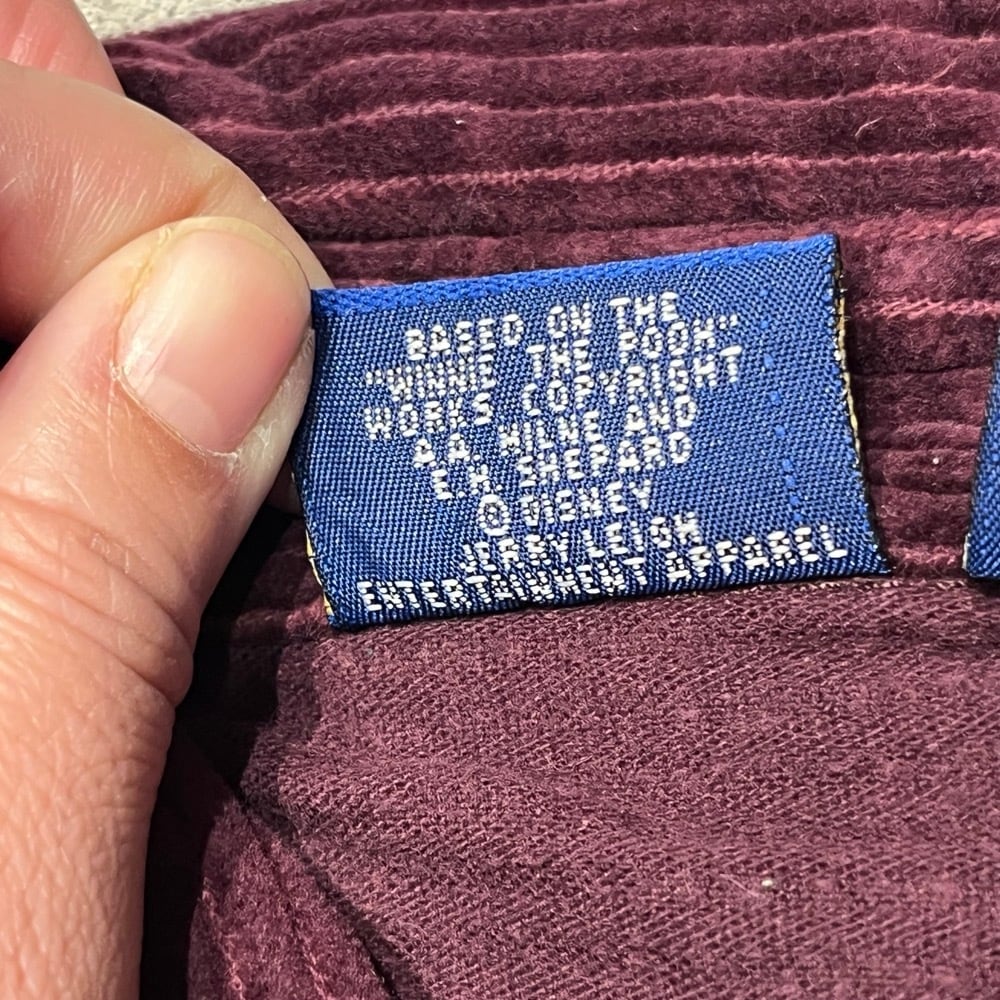 BASED ON THE
"WINNIE THE POOH"
WORKS COPYRIGHT
A.A. MILNE AND
E.H. SHEPARD
© DISNEY
JERRY LEIGH
ENTERTAINMENT APPAREL